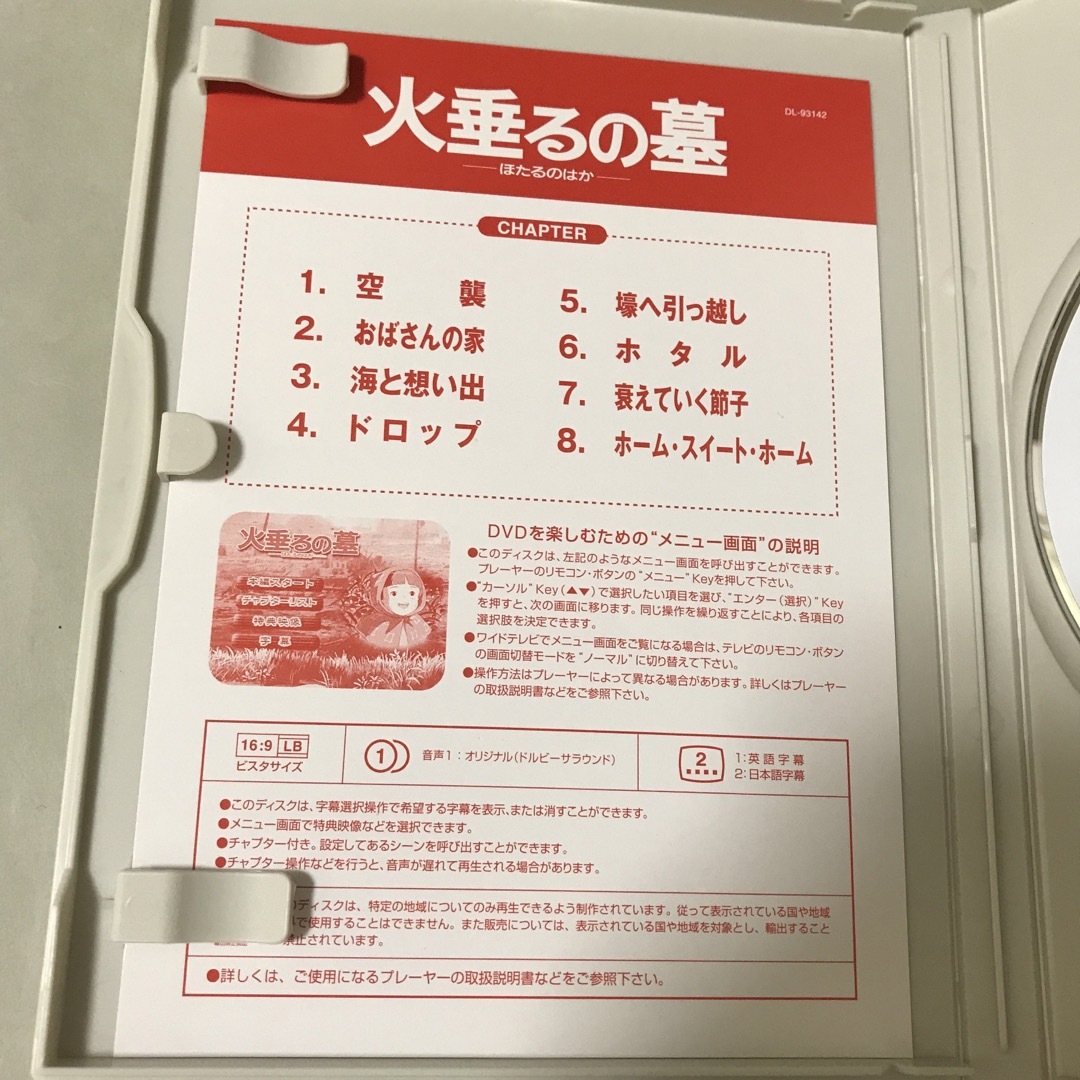 火垂るの墓
ほたるのはか
DL-93142
CHAPTER
1. 空 襲
2. おばさんの家
3. 海と想い出
4. ドロップ
5. 壕へ引っ越し
6. ホタル
7. 衰えていく節子
8. ホーム・スイート・ホーム
火垂るの墓
本編スタート
チャプターリスト
特典映像
字幕
DVDを楽しむための"メニュー画面"の説明
●このディスクは、左記のようなメニュー画面を呼び出すことができます。
プレーヤーのリモコン・ボタンの"メニュー"Keyを押して下さい。
●"カーソル"Key(▲▼)で選択したい項目を選び、"エンター(選択)"Key
を押すと、次の画面に移ります。同じ操作を繰り返すことにより、各項目の
選択肢を決定できます。
●ワイドテレビでメニュー画面をご覧になる場合は、テレビのリモコン・ボタン
の画面切替モードを"ノーマル"に切り替えて下さい。
●操作方法はプレーヤーによって異なる場合があります。詳しくはプレーヤー
の取扱説明書などをご参照下さい。
16:9 LB
ビスタサイズ
1
音声1:オリジナル(ドルビーサラウンド)
2
1:英語字幕
2:日本語字幕
●このディスクは、字幕選択操作で希望する字幕を表示、または消すことができます。
●メニュー画面で特典映像などを選択できます。
●チャプター付き。設定してあるシーンを呼び出すことができます。
●チャプター操作などを行うと、音声が遅れて再生される場合があります。
ディスクは、特定の地域についてのみ再生できるよう制作されています。従って表示されている国や地域
で使用することはできません。また販売については、表示されている国や地域を対象とし、輸出すること
禁止されています。
●詳しくは、ご使用になるプレーヤーの取扱説明書などをご参照下さい。